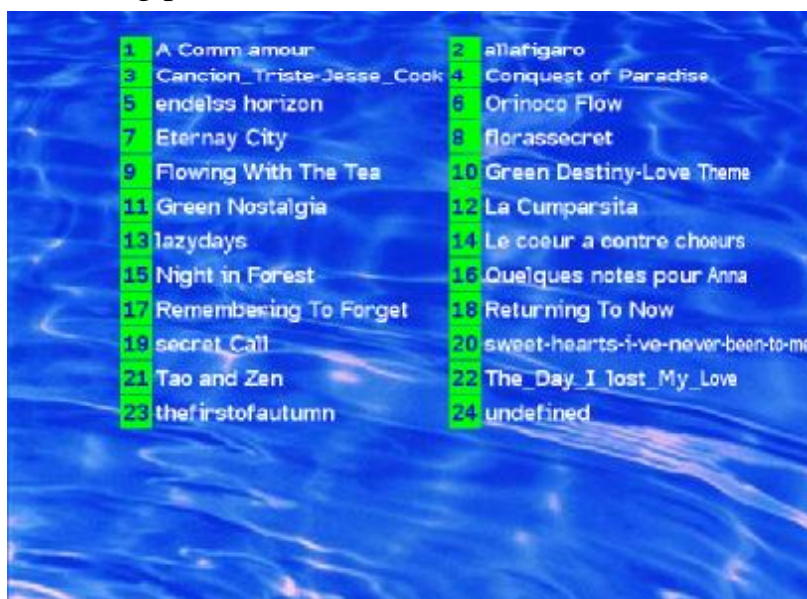 1 A Comm amour 2 allafigaro
3 Cancion_Triste-Jesse_Cook 4 Conquest of Paradise
5 endelss horizon 6 Orinoco Flow
7 Eternay City 8 florassecret
9 Flowing With The Tea 10 Green Destiny-Love Theme
11 Green Nostalgia 12 La Cumparsita
13 lazydays 14 Le coeur a contre choeurs
15 Night in Forest 16 Quelques notes pour Anna
17 Remembering To Forget 18 Returning To Now
19 secret Call 20 sweet-hearts-i-ve-never-been-to-me
21 Tao and Zen 22 The_Day_I lost_My_Love
23 thefirstofautumn 24 undefined